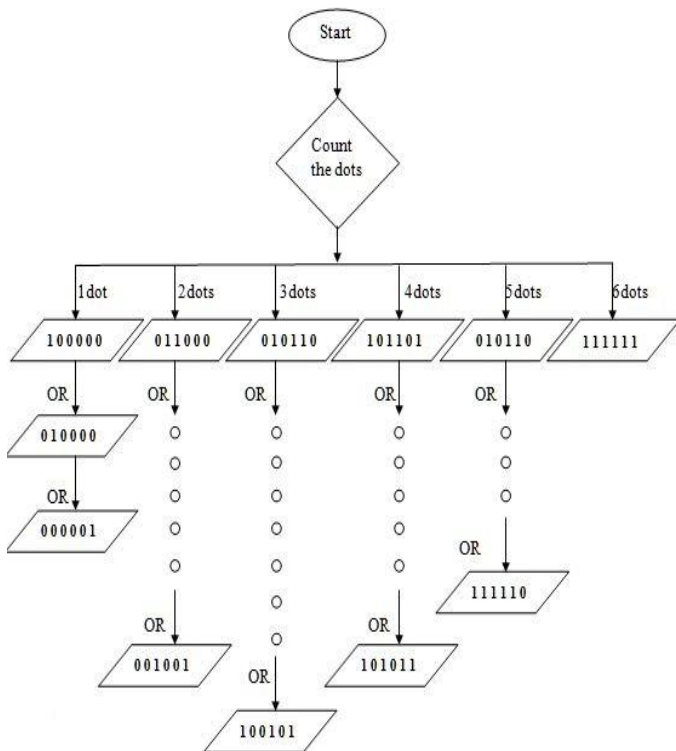 Start
Count
the dots
1dot
2dots
3dots
4dots
5dots
6dots
100000
011000
010110
101101
010110
111111
OR
OR
OR
OR
OR
010000
OR
000001
OR
111110
OR
001001
OR
101011
OR
100101